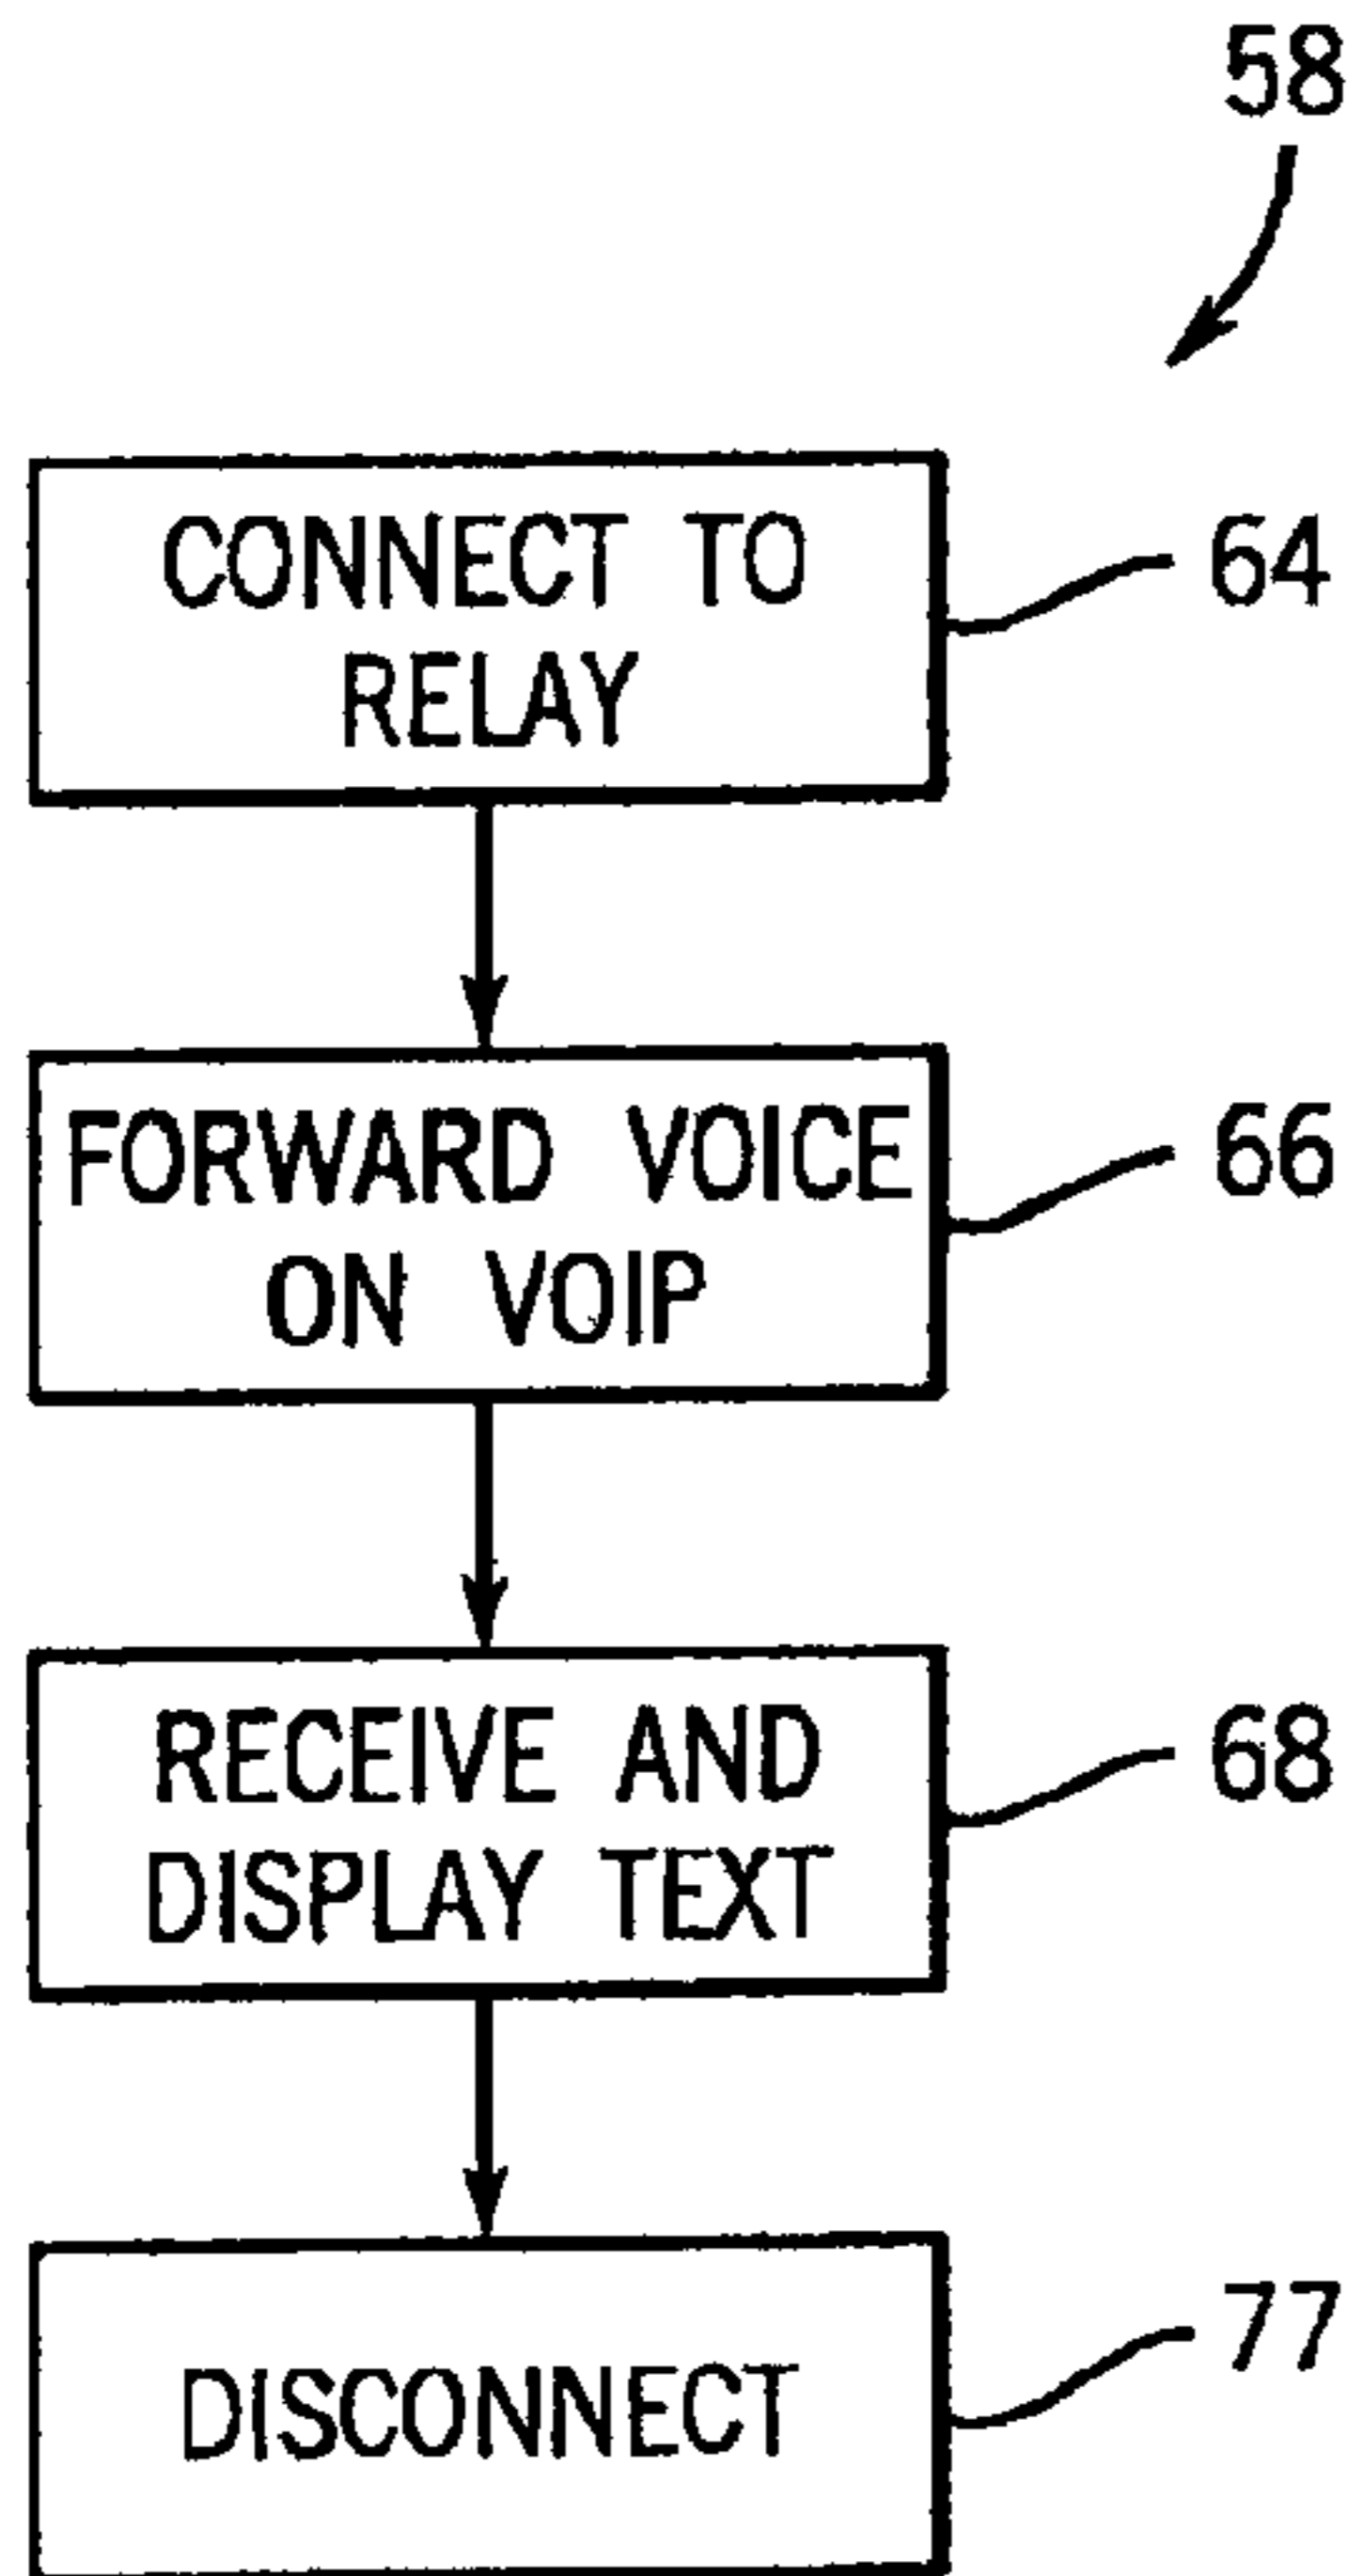 58
CONNECT TO
RELAY
64
FORWARD VOICE
ON VOIP
66
RECEIVE AND
DISPLAY TEXT
68
DISCONNECT
77